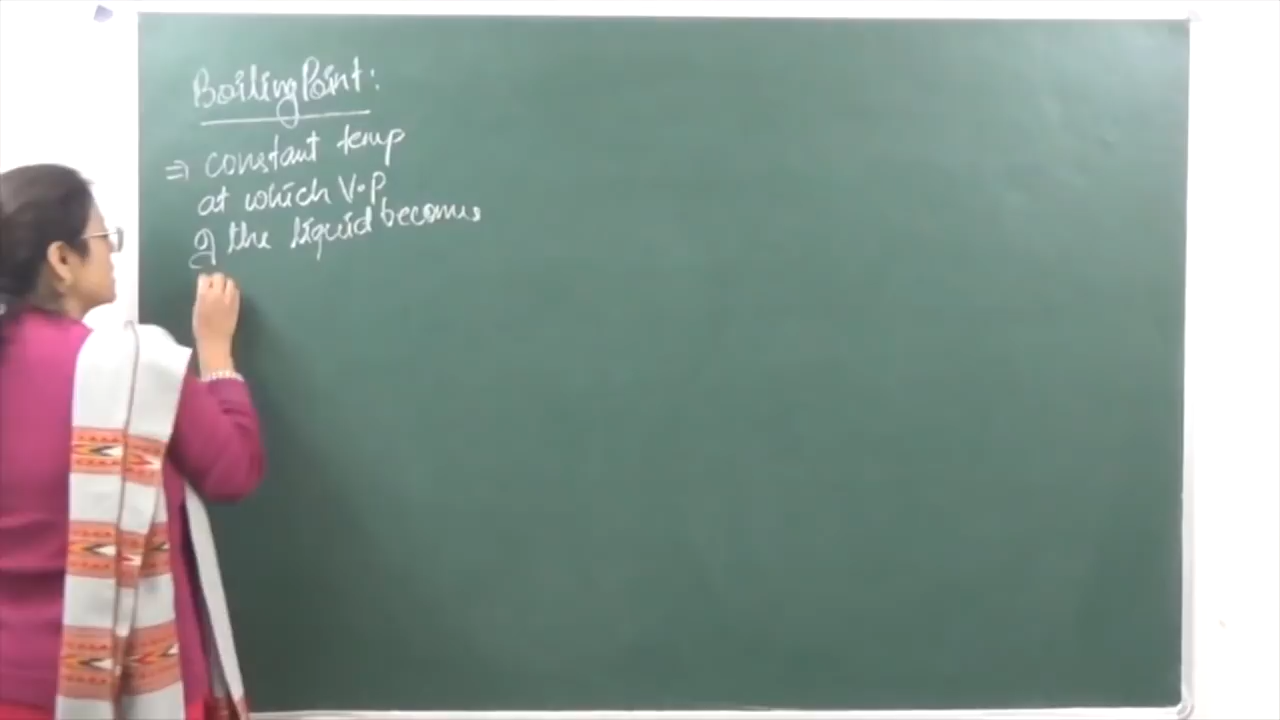 Boiling Point:
⇒ constant temp
at which V.P
of the liquid becomes